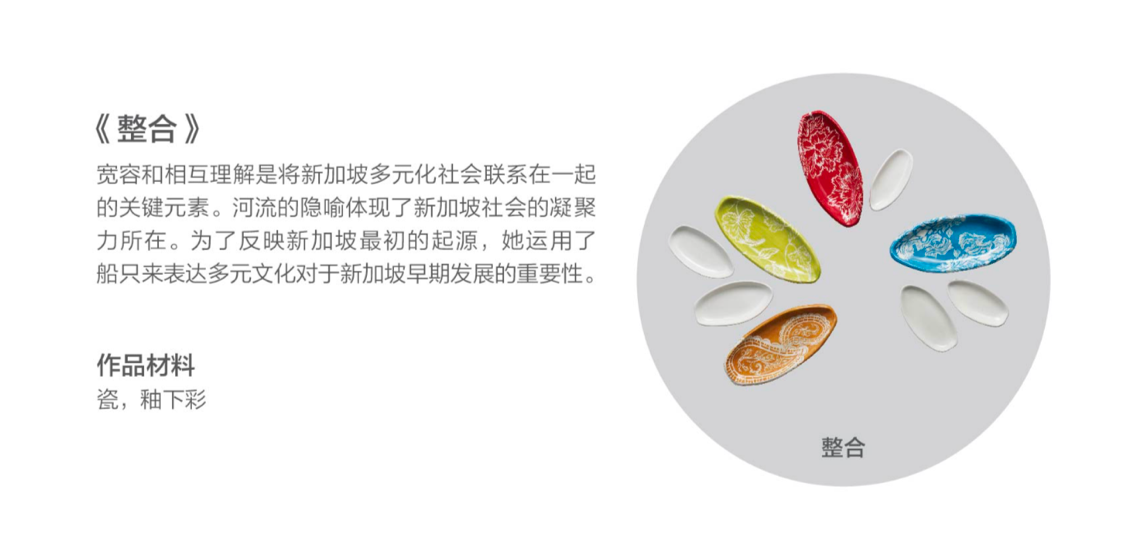 《整合》
宽容和相互理解是将新加坡多元化社会联系在一起
的关键元素。河流的隐喻体现了新加坡社会的凝聚
力所在。为了反映新加坡最初的起源，她运用了
船只来表达多元文化对于新加坡早期发展的重要性。
作品材料
瓷，釉下彩
整合